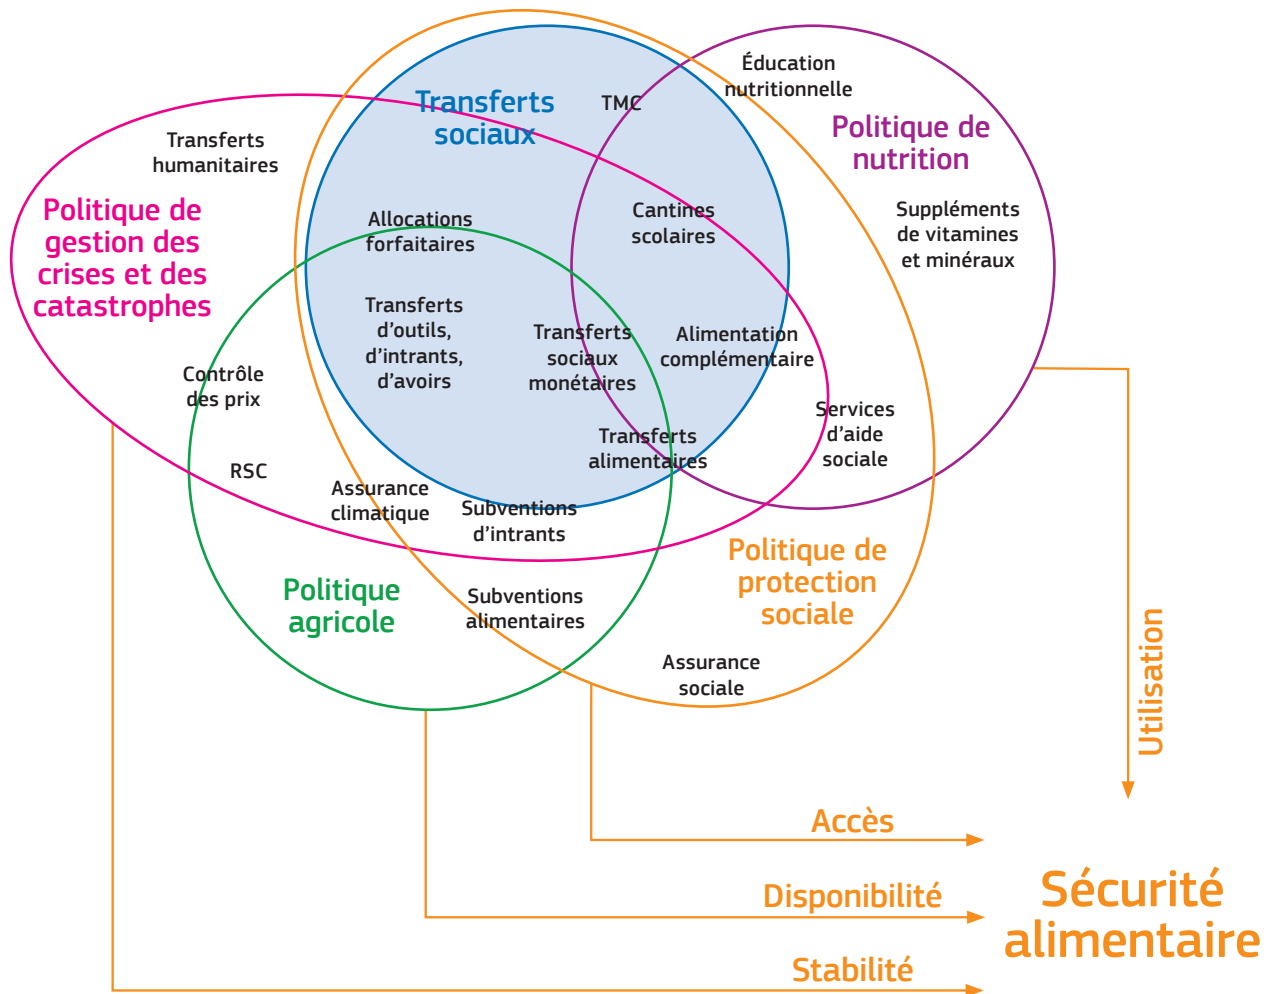 Éducation
nutritionnelle
TMC
Transferts
sociaux
Politique de
nutrition
Transferts
humanitaires
Politique de
gestion des
crises et des
catastrophes
Allocations
forfaitaires
Cantines
scolaires
Suppléments
de vitamines
et minéraux
Transferts
d’outils,
d’intrants,
d’avoirs
Transferts
sociaux
monétaires
Alimentation
complémentaire
Contrôle
des prix
Services
d’aide
sociale
Transferts
alimentaires
RSC
Assurance
climatique
Subventions
d’intrants
Politique de
protection
sociale
Politique
agricole
Subventions
alimentaires
Assurance
sociale
Utilisation
Accès
Disponibilité
Stabilité
Sécurité
alimentaire